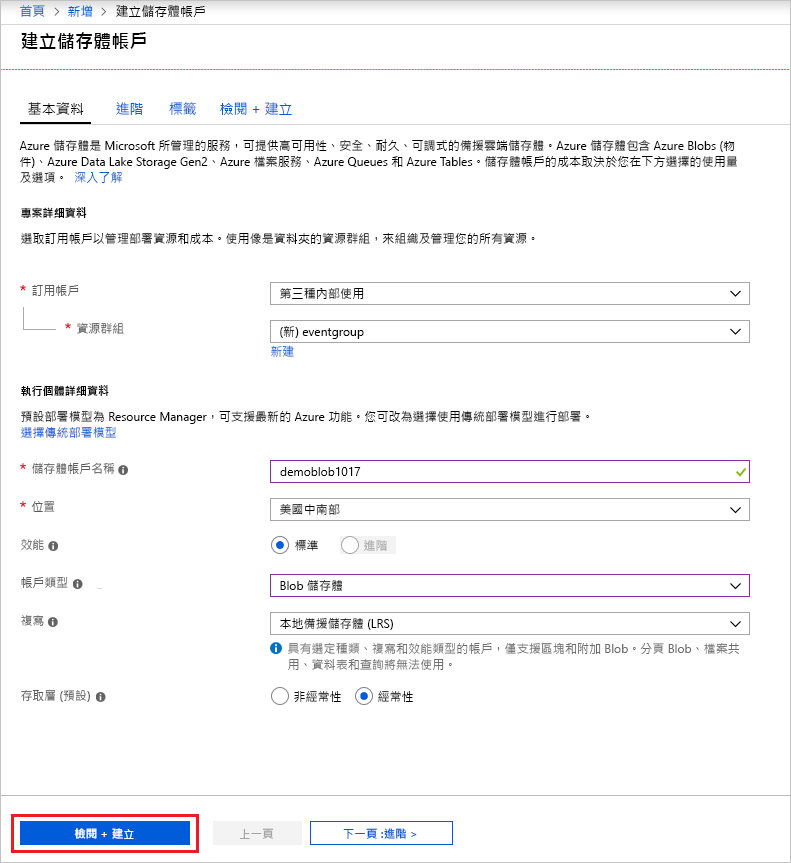 首頁 > 新增 > 建立儲存體帳戶
建立儲存體帳戶
基本資料 進階 標籤 檢閱 + 建立
Azure 儲存體是 Microsoft 所管理的服務，可提供高可用性、安全、耐久、可調式的備援雲端儲存體。Azure 儲存體包含 Azure Blobs (物
件)、Azure Data Lake Storage Gen2、Azure 檔案服務、Azure Queues 和 Azure Tables。儲存體帳戶的成本取決於您在下方選擇的使用量
及選項。 深入了解
專案詳細資料
選取訂用帳戶以管理部署資源和成本。使用像是資料夾的資源群組，來組織及管理您的所有資源。
* 訂用帳戶 第三種內部使用
* 資源群組 (新) eventgroup
新建
執行個體詳細資料
預設部署模型為 Resource Manager，可支援最新的 Azure 功能。您可改為選擇使用傳統部署模型進行部署。
選擇傳統部署模型
* 儲存體帳戶名稱 demoblob1017
* 位置 美國中南部
效能 標準 進階
帳戶類型 Blob 儲存體
複寫 本地備援儲存體 (LRS)
具有選定種類、複寫和效能類型的帳戶，僅支援區塊和附加 Blob。分頁 Blob、檔案共
用、資料表和查詢將無法使用。
存取層 (預設) 非經常性 經常性
檢閱 + 建立 上一頁 下一頁 :進階 >